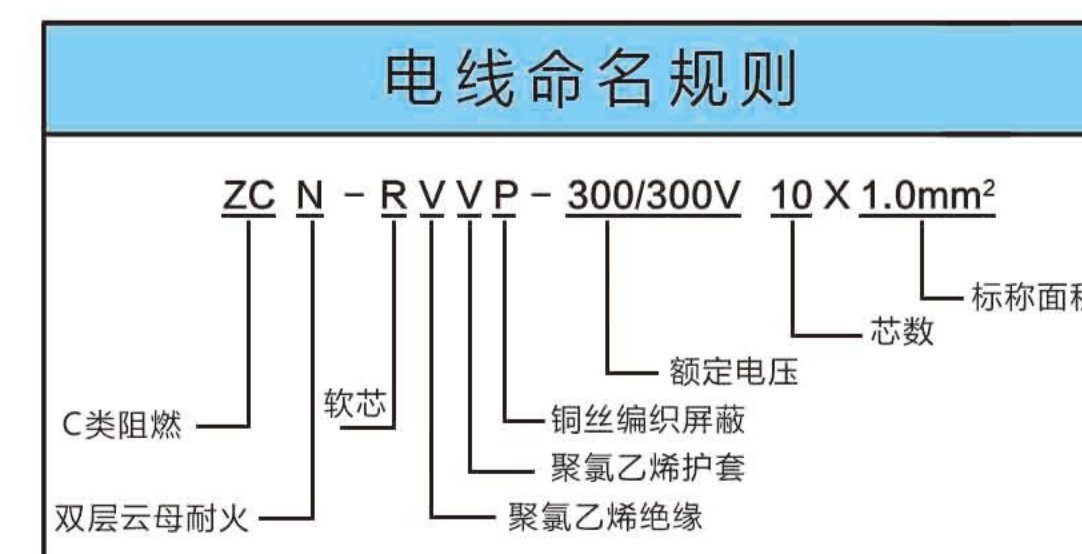 电线命名规则
ZC N - R V V P - 300/300V 10 X 1.0mm²
标称面积
芯数
额定电压
软芯
铜丝编织屏蔽
C类阻燃
聚氯乙烯护套
双层云母耐火
聚氯乙烯绝缘